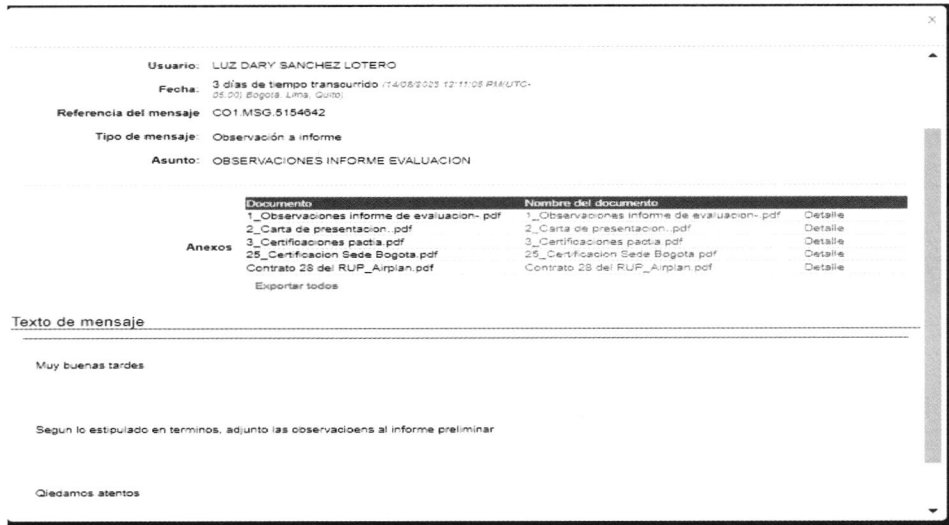 Usuario: LUZ DARY SANCHEZ LOTERO
Fecha: 3 días de tiempo transcurrido (14/08/2023 12:11:05 PM(UTC-
05:00) Bogotá, Lima, Quito)
Referencia del mensaje CO1.MSG.5154642
Tipo de mensaje: Observación a informe
Asunto: OBSERVACIONES INFORME EVALUACION
Anexos
Documento Nombre del documento
1_Observaciones informe de evaluacion-.pdf 1_Observaciones informe de evaluacion-.pdf Detalle
2_Carta de presentacion..pdf 2_Carta de presentacion..pdf Detalle
3_Certificaciones pactia.pdf 3_Certificaciones pactia.pdf Detalle
25_Certificacion Sede Bogota.pdf 25_Certificacion Sede Bogota.pdf Detalle
Contrato 28 del RUP_Airplan.pdf Contrato 28 del RUP_Airplan.pdf Detalle
Exportar todos
Texto de mensaje
Muy buenas tardes
Segun lo estipulado en terminos, adjunto las observacioens al informe preliminar
Qiedamos atentos